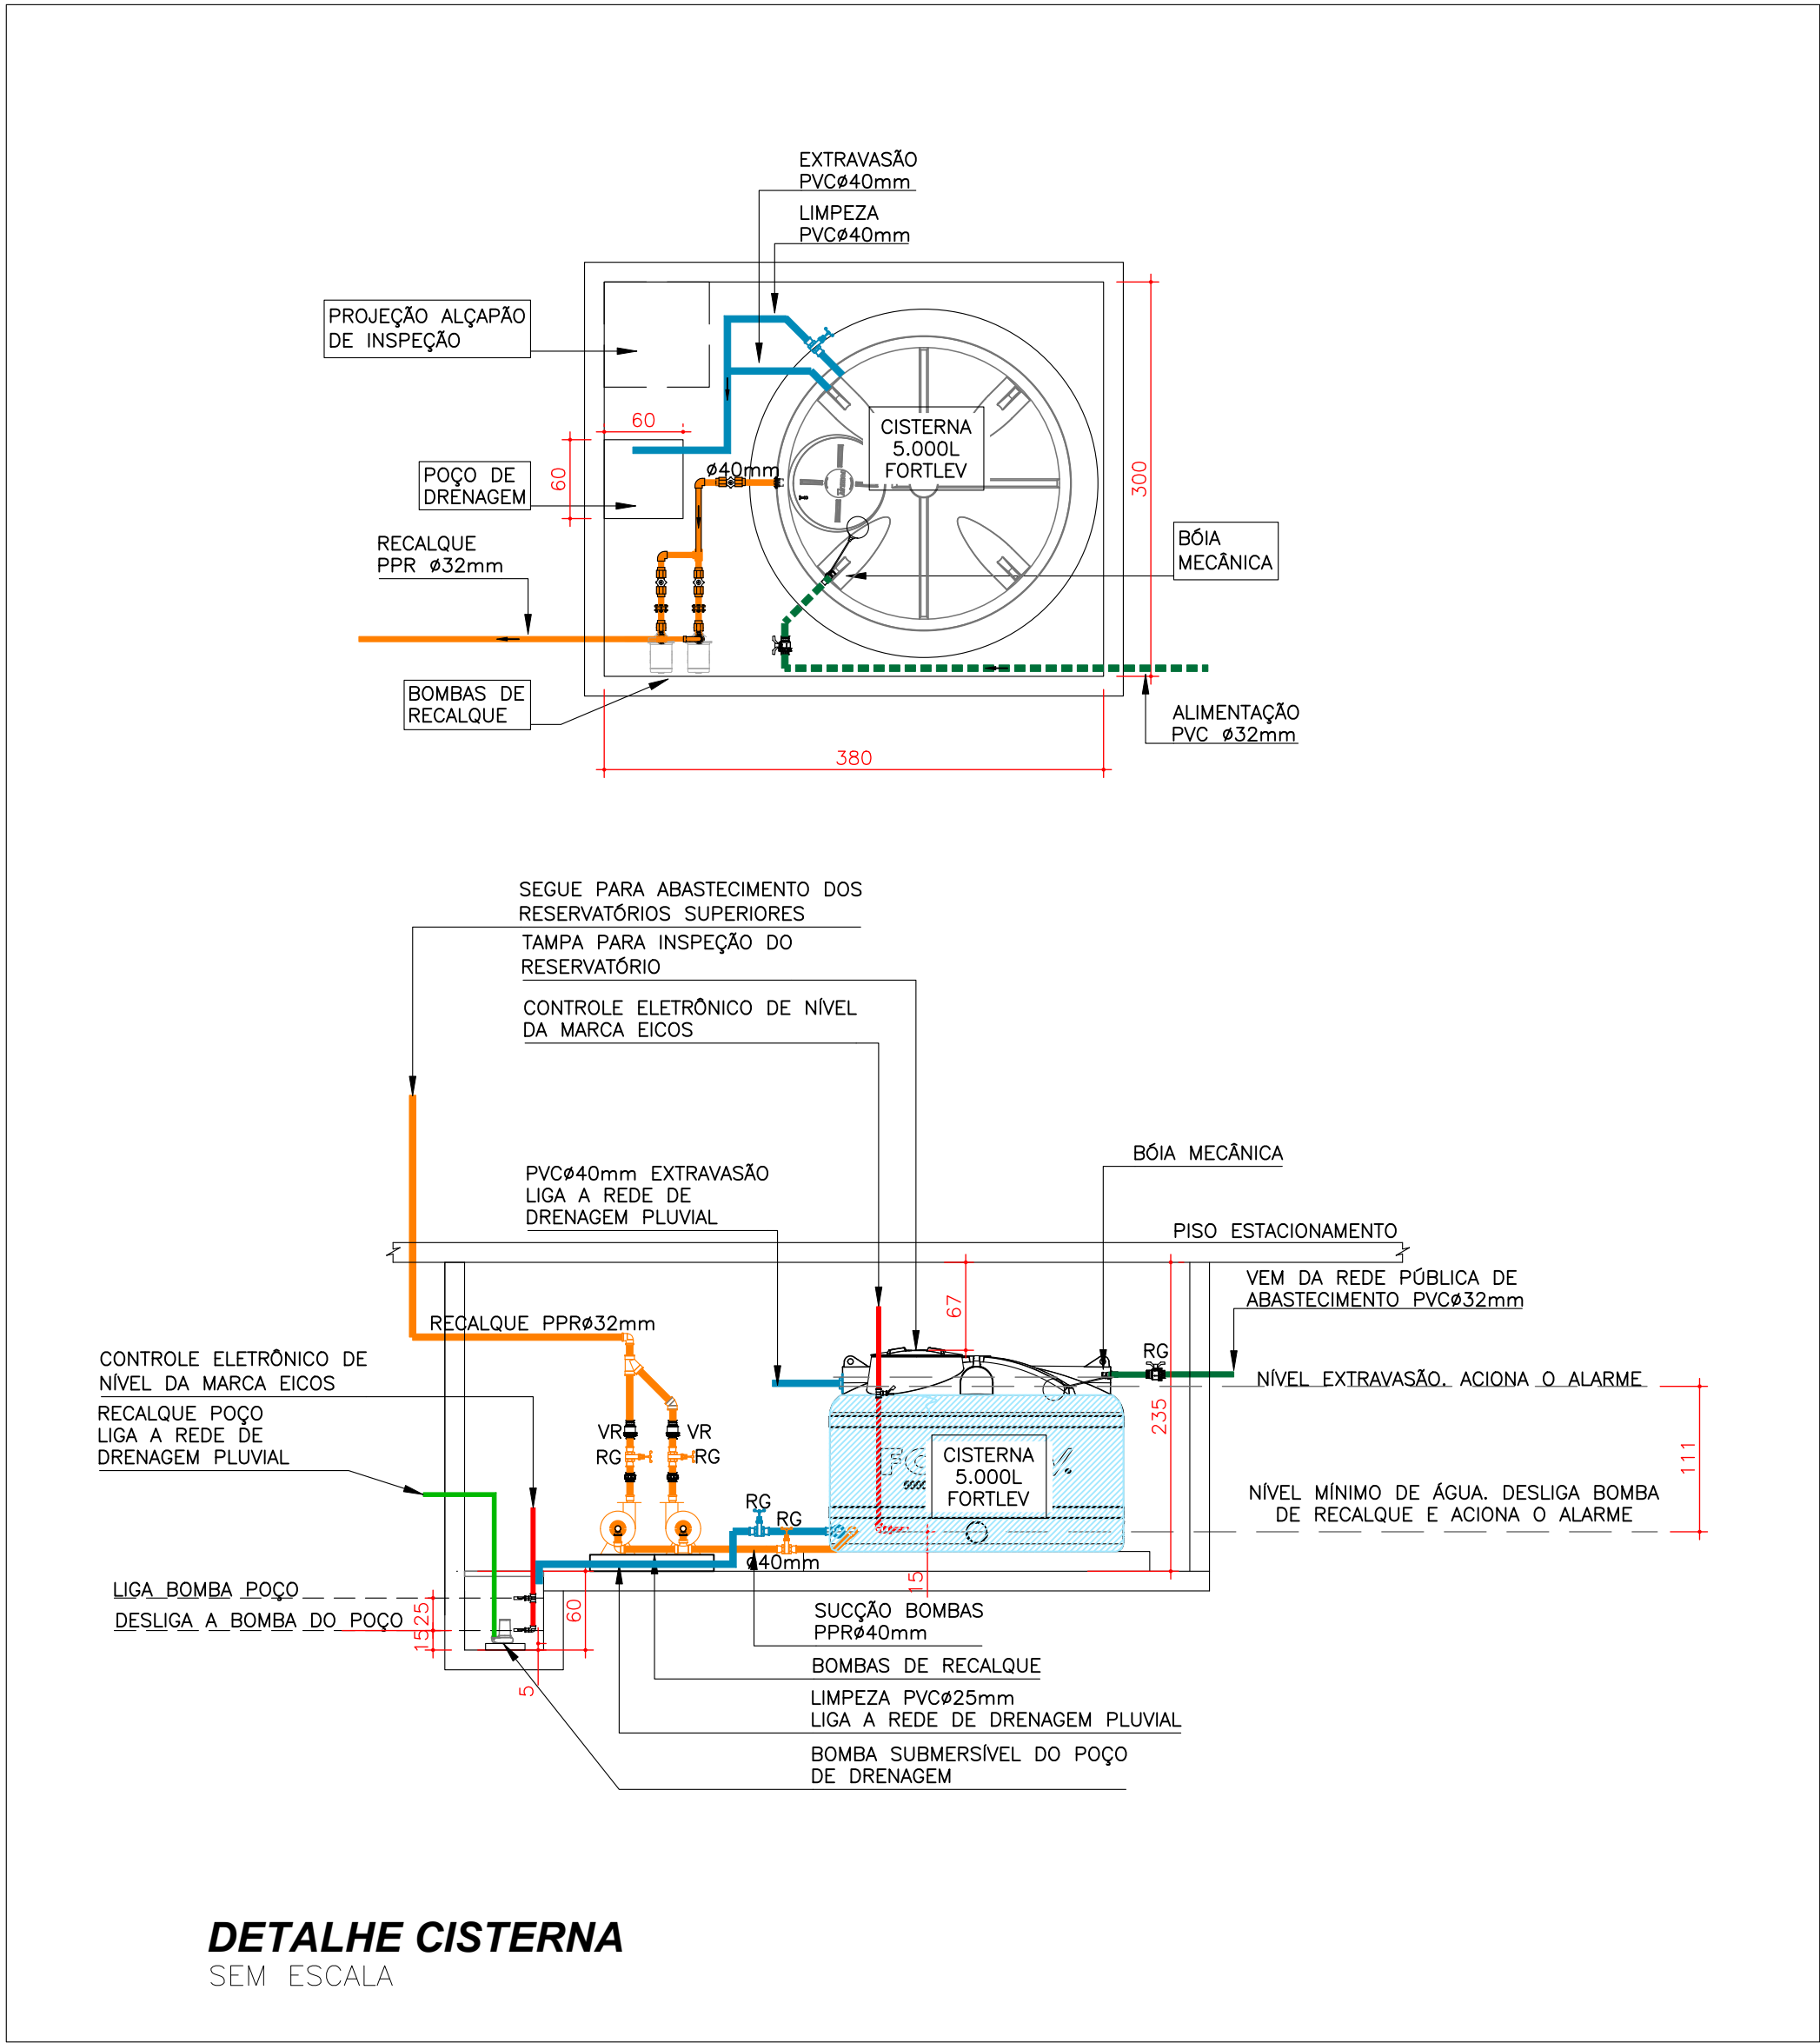 EXTRAVASÃO
PVCø40mm
LIMPEZA
PVCø40mm
PROJEÇÃO ALÇAPÃO
DE INSPEÇÃO
60
CISTERNA
5.000L
FORTLEV
POÇO DE
DRENAGEM
60
ø40mm
300
RECALQUE
PPR ø32mm
BÓIA
MECÂNICA
BOMBAS DE
RECALQUE
ALIMENTAÇÃO
PVC ø32mm
380
SEGUE PARA ABASTECIMENTO DOS
RESERVATÓRIOS SUPERIORES
TAMPA PARA INSPEÇÃO DO
RESERVATÓRIO
CONTROLE ELETRÔNICO DE NÍVEL
DA MARCA EICOS
BÓIA MECÂNICA
PVCø40mm EXTRAVASÃO
LIGA A REDE DE
DRENAGEM PLUVIAL
PISO ESTACIONAMENTO
VEM DA REDE PÚBLICA DE
ABASTECIMENTO PVCø32mm
67
RECALQUE PPRø32mm
CONTROLE ELETRÔNICO DE
NÍVEL DA MARCA EICOS
RG
NÍVEL EXTRAVASÃO. ACIONA O ALARME
RECALQUE POÇO
LIGA A REDE DE
DRENAGEM PLUVIAL
VR
VR
RG
RG
235
111
CISTERNA
5.000L
FORTLEV
NÍVEL MÍNIMO DE ÁGUA. DESLIGA BOMBA
DE RECALQUE E ACIONA O ALARME
RG
RG
ø40mm
15
LIGA BOMBA POÇO
DESLIGA A BOMBA DO POÇO
25
15
60
5
SUCÇÃO BOMBAS
PPRø40mm
BOMBAS DE RECALQUE
LIMPEZA PVCø25mm
LIGA A REDE DE DRENAGEM PLUVIAL
BOMBA SUBMERSÍVEL DO POÇO
DE DRENAGEM
DETALHE CISTERNA
SEM ESCALA